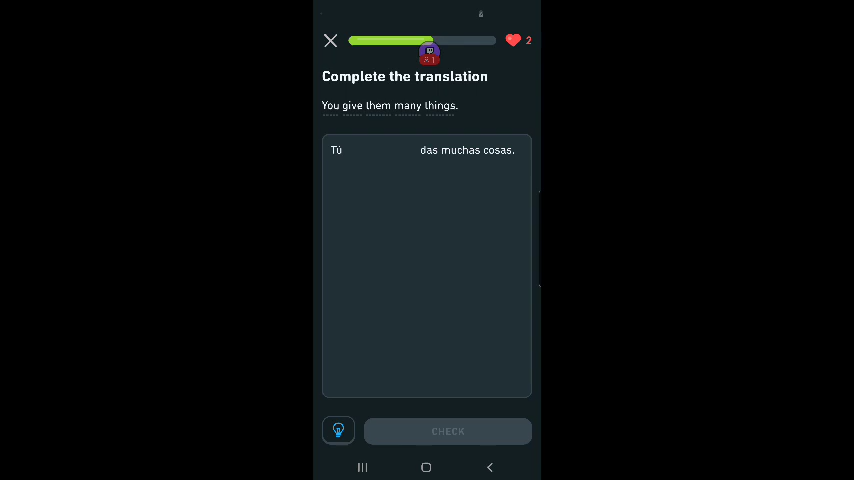 2
Complete the translation
You give them many things.
Tú das muchas cosas.
CHECK